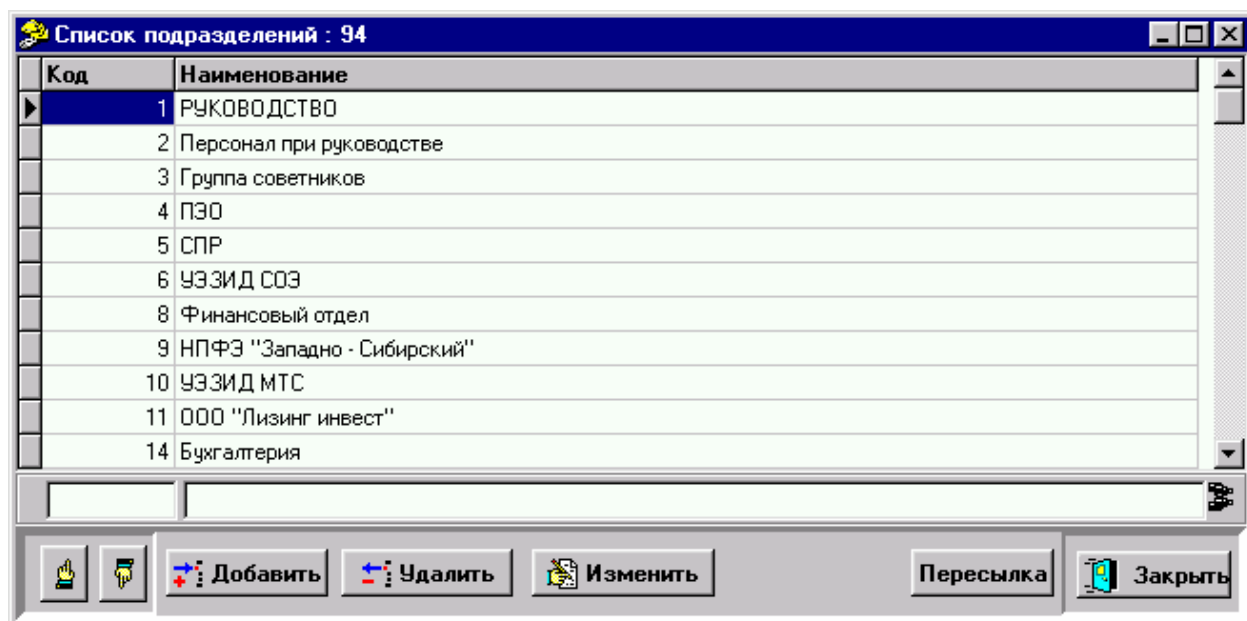 Список подразделений : 94
Код Наименование
1 РУКОВОДСТВО
2 Персонал при руководстве
3 Группа советников
4 ПЭО
5 СПР
6 УЭЗИД СОЭ
8 Финансовый отдел
9 НПФЭ "Западно - Сибирский"
10 УЭЗИД МТС
11 ООО "Лизинг инвест"
14 Бухгалтерия
Добавить Удалить Изменить Пересылка Закрыть